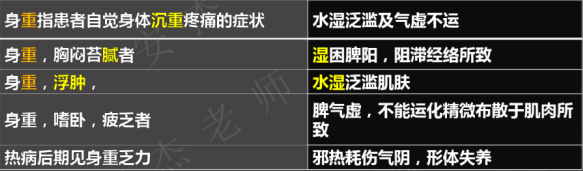 身重指患者自觉身体沉重疼痛的症状
水湿泛滥及气虚不运
身重，胸闷苔腻者
湿困脾阳，阻滞经络所致
身重，浮肿，
水湿泛滥肌肤
身重，嗜卧，疲乏者
脾气虚，不能运化精微布散于肌肉所
致
热病后期见身重乏力
邪热耗伤气阴，形体失养
杰老师